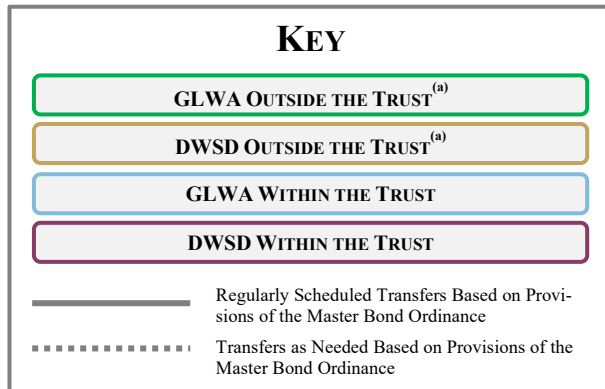 KEY
GLWA OUTSIDE THE TRUST(a)
DWSD OUTSIDE THE TRUST(a)
GLWA WITHIN THE TRUST
DWSD WITHIN THE TRUST
Regularly Scheduled Transfers Based on Provi-
sions of the Master Bond Ordinance
Transfers as Needed Based on Provisions of the
Master Bond Ordinance